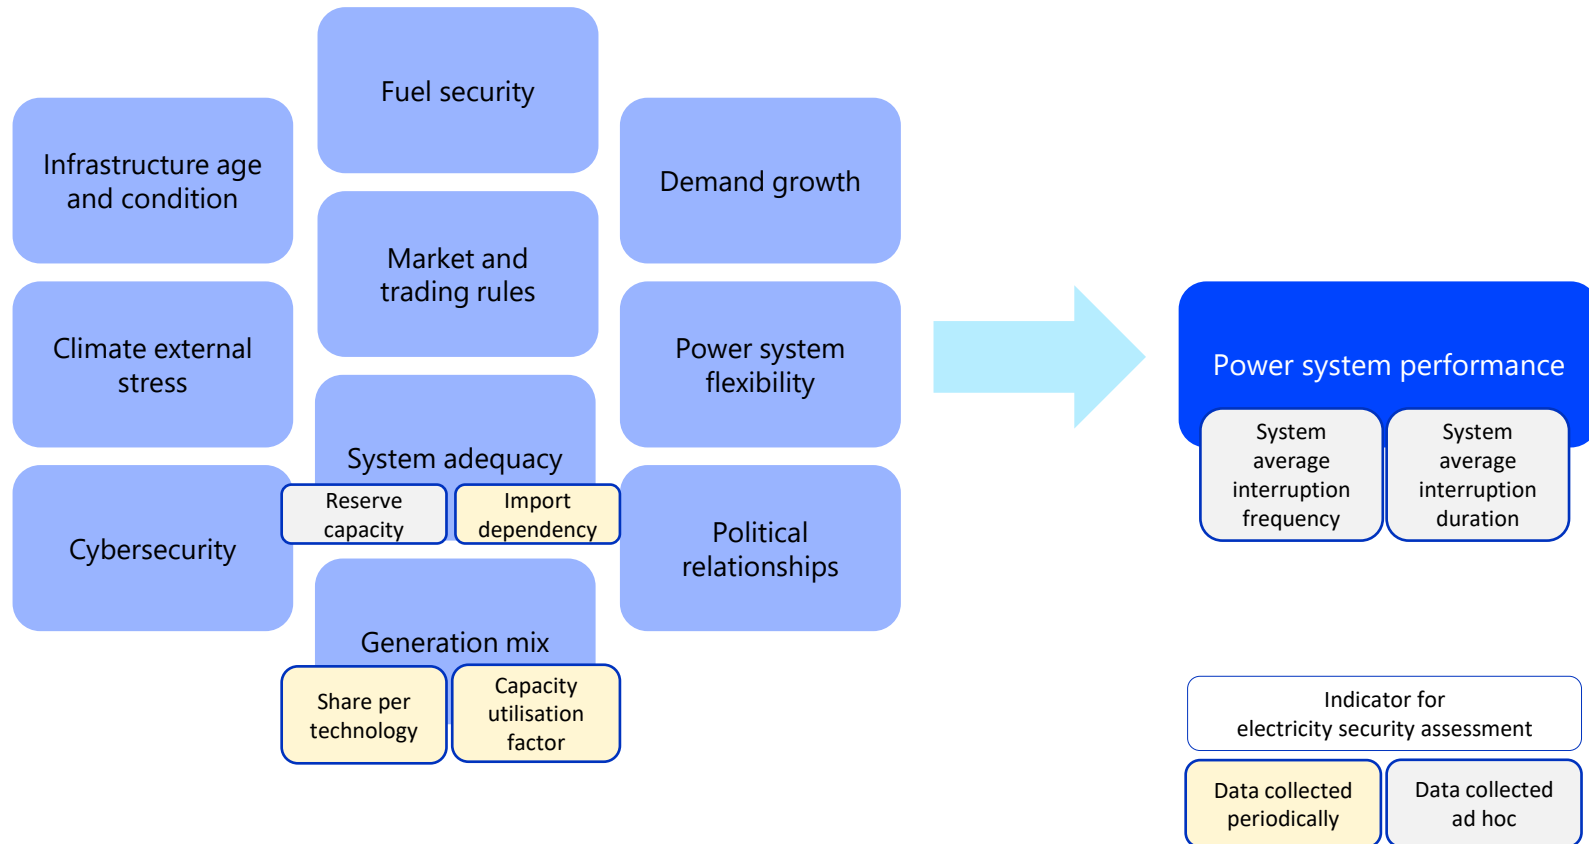 Fuel security
Infrastructure age
and condition
Demand growth
Market and
trading rules
Climate external
stress
Power system
flexibility
Power system performance
System
average
interruption
frequency
System
average
interruption
duration
System adequacy
Reserve
capacity
Import
dependency
Cybersecurity
Political
relationships
Generation mix
Share per
technology
Capacity
utilisation
factor
Indicator for
electricity security assessment
Data collected
periodically
Data collected
ad hoc